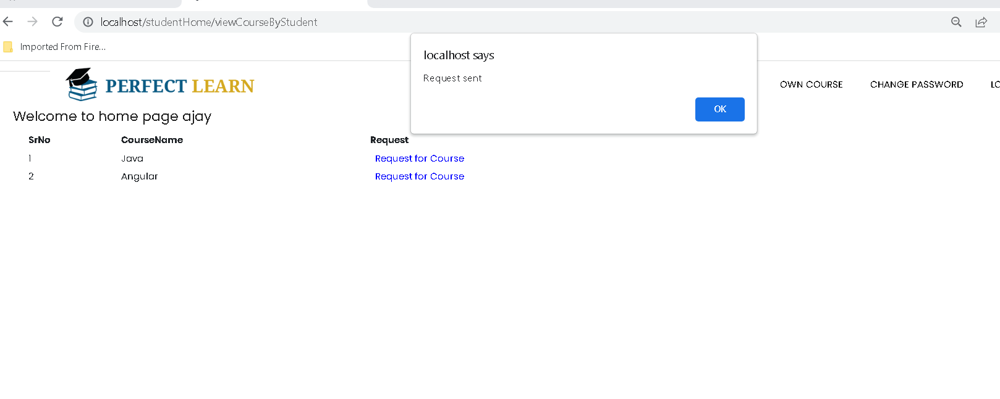 localhost/studentHome/viewCourseByStudent
Imported From Fire...
localhost says
Request sent
OK
PERFECT LEARN
OWN COURSE CHANGE PASSWORD
Welcome to home page ajay
SrNo CourseName Request
1 Java Request for Course
2 Angular Request for Course